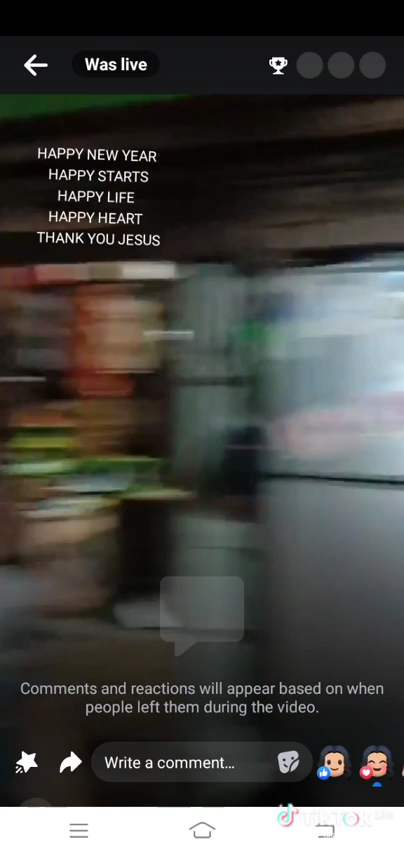 Was live
HAPPY NEW YEAR
HAPPY STARTS
HAPPY LIFE
HAPPY HEART
THANK YOU JESUS
Comments and reactions will appear based on when
people left them during the video.
Write a comment...
TikTok